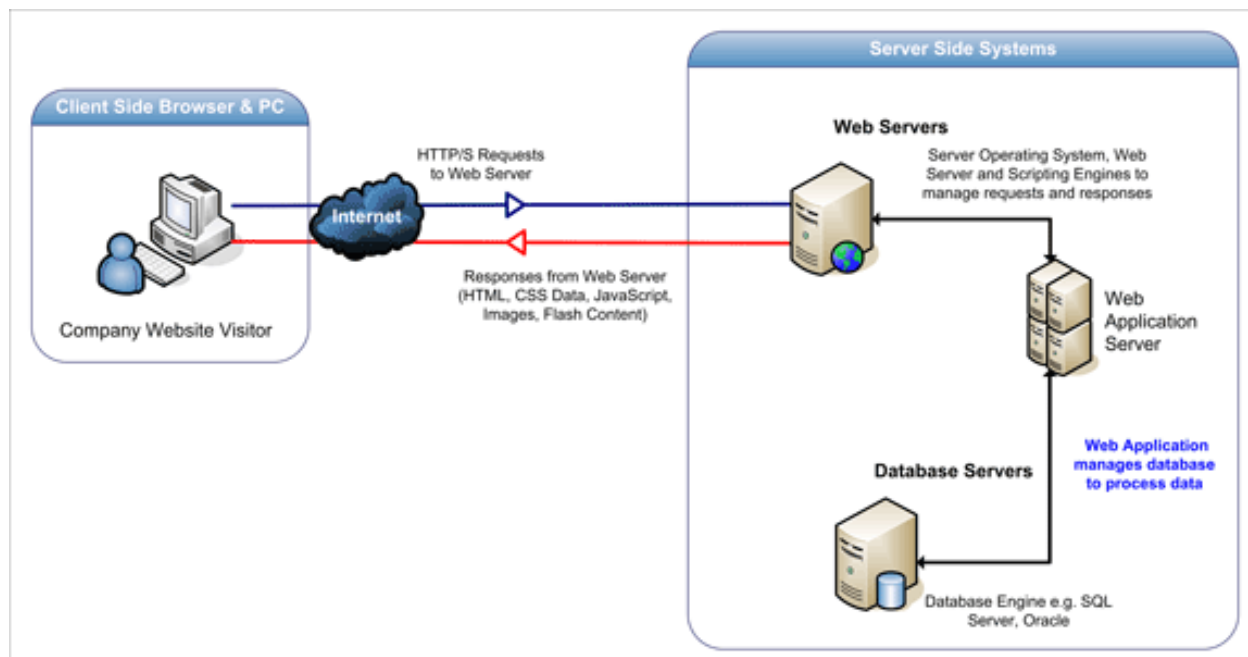 Server Side Systems
Client Side Browser & PC
HTTP/S Requests
to Web Server
Internet
Responses from Web Server
(HTML, CSS Data, JavaScript,
Images, Flash Content)
Company Website Visitor
Web Servers
Server Operating System, Web
Server and Scripting Engines to
manage requests and responses
Web
Application
Server
Web Application
manages database
to process data
Database Servers
Database Engine e.g. SQL
Server, Oracle